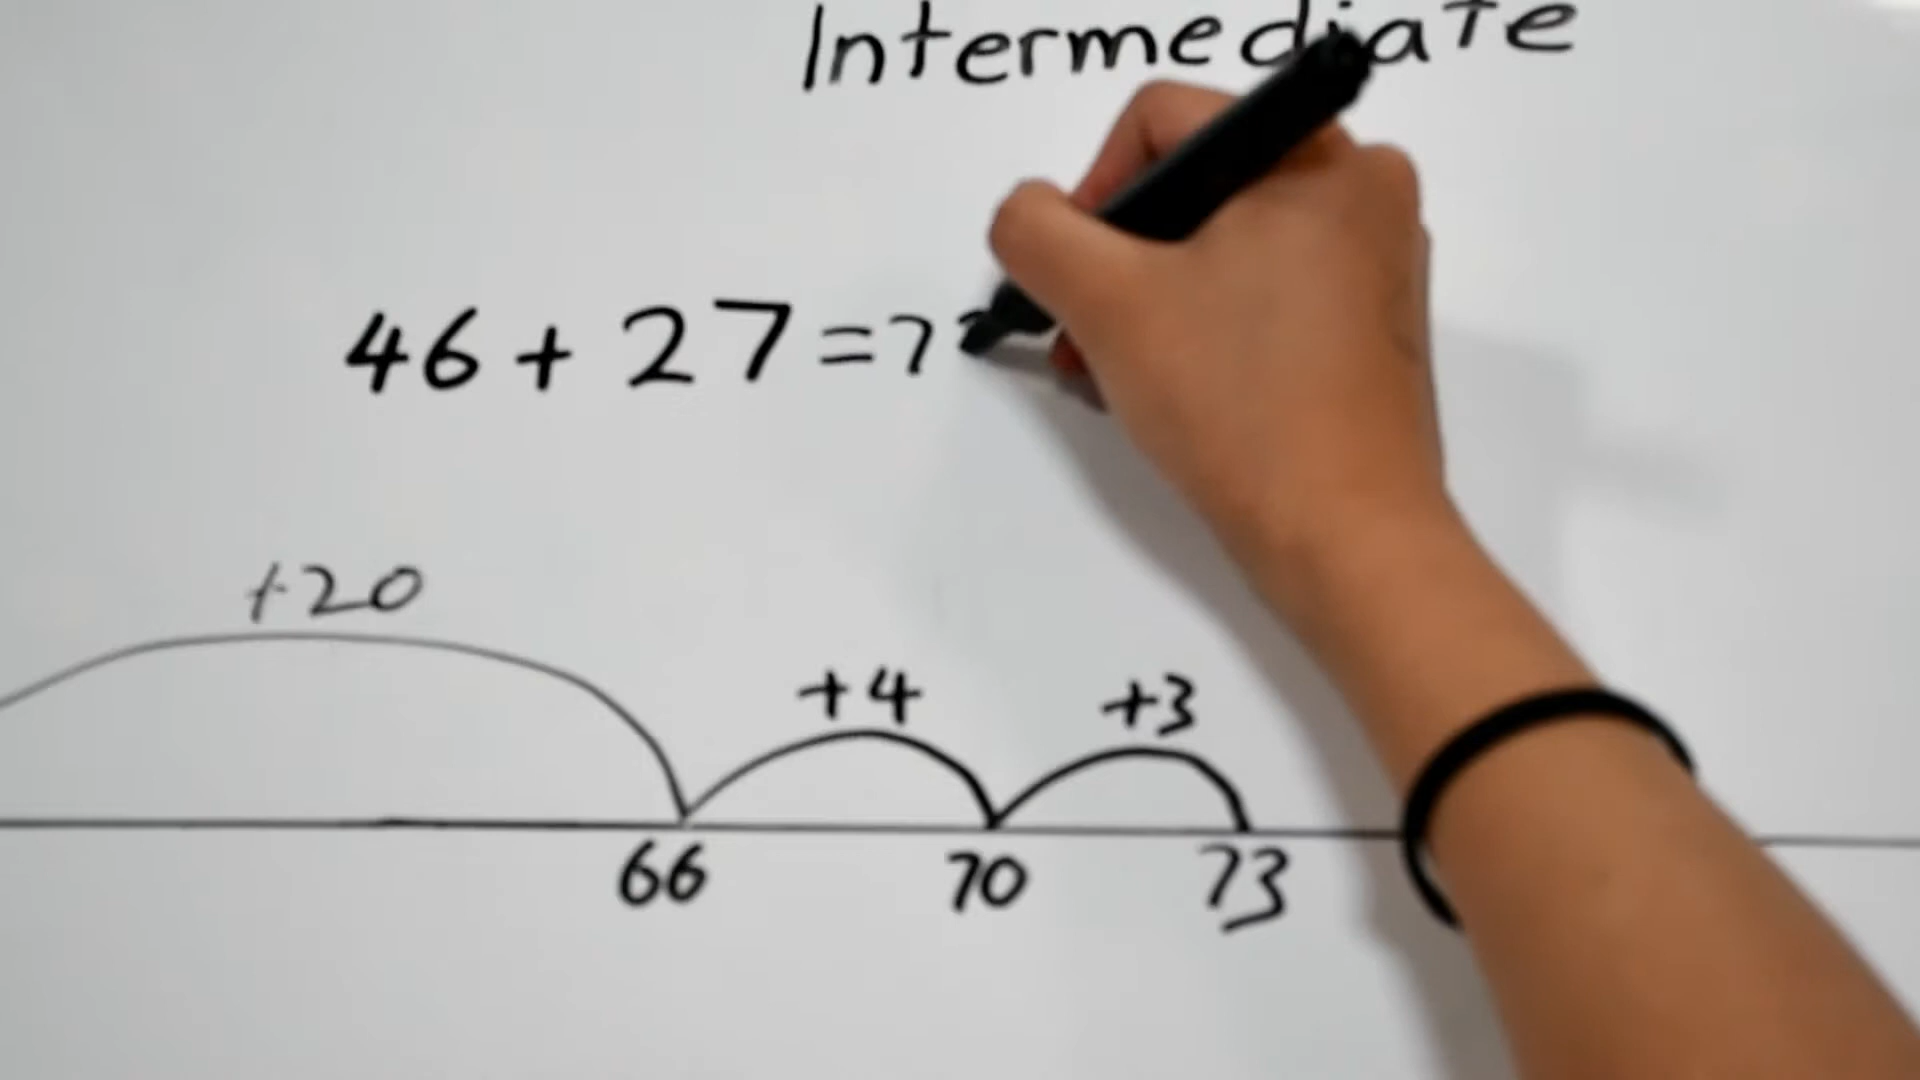 Intermediate
46 + 27 = 7
+20
+4 +3
66 70 73